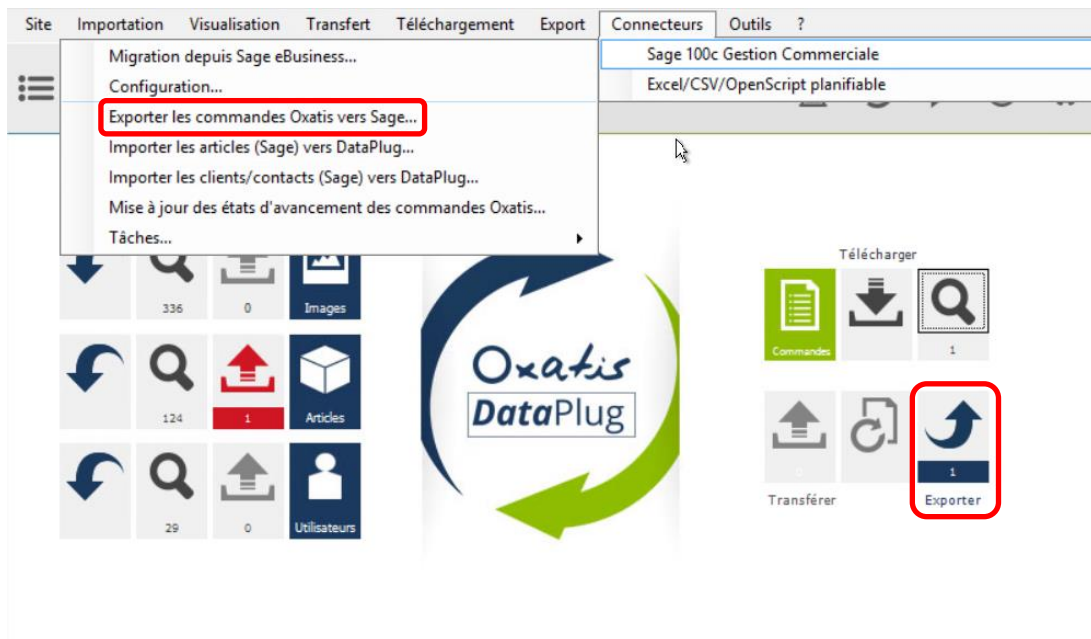 Site Importation Visualisation Transfert Téléchargement Export Connecteurs Outils ?
Migration depuis Sage eBusiness...
Configuration...
Exporter les commandes Oxatis vers Sage...
Importer les articles (Sage) vers DataPlug...
Importer les clients/contacts (Sage) vers DataPlug...
Mise à jour des états d'avancement des commandes Oxatis...
Tâches...
Sage 100c Gestion Commerciale
Excel/CSV/OpenScript planifiable
336 0 Images
124 1 Articles
29 0 Utilisateurs
Oxatis
DataPlug
Télécharger
Commandes 1
0 1
Transférer Exporter